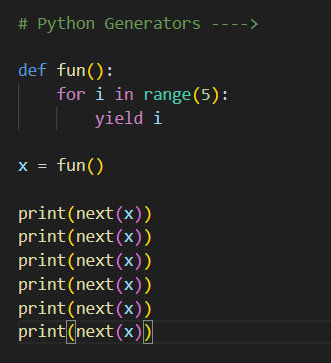 # Python Generators ---->
def fun():
    for i in range(5):
        yield i
x = fun()
print(next(x))
print(next(x))
print(next(x))
print(next(x))
print(next(x))
print(next(x))